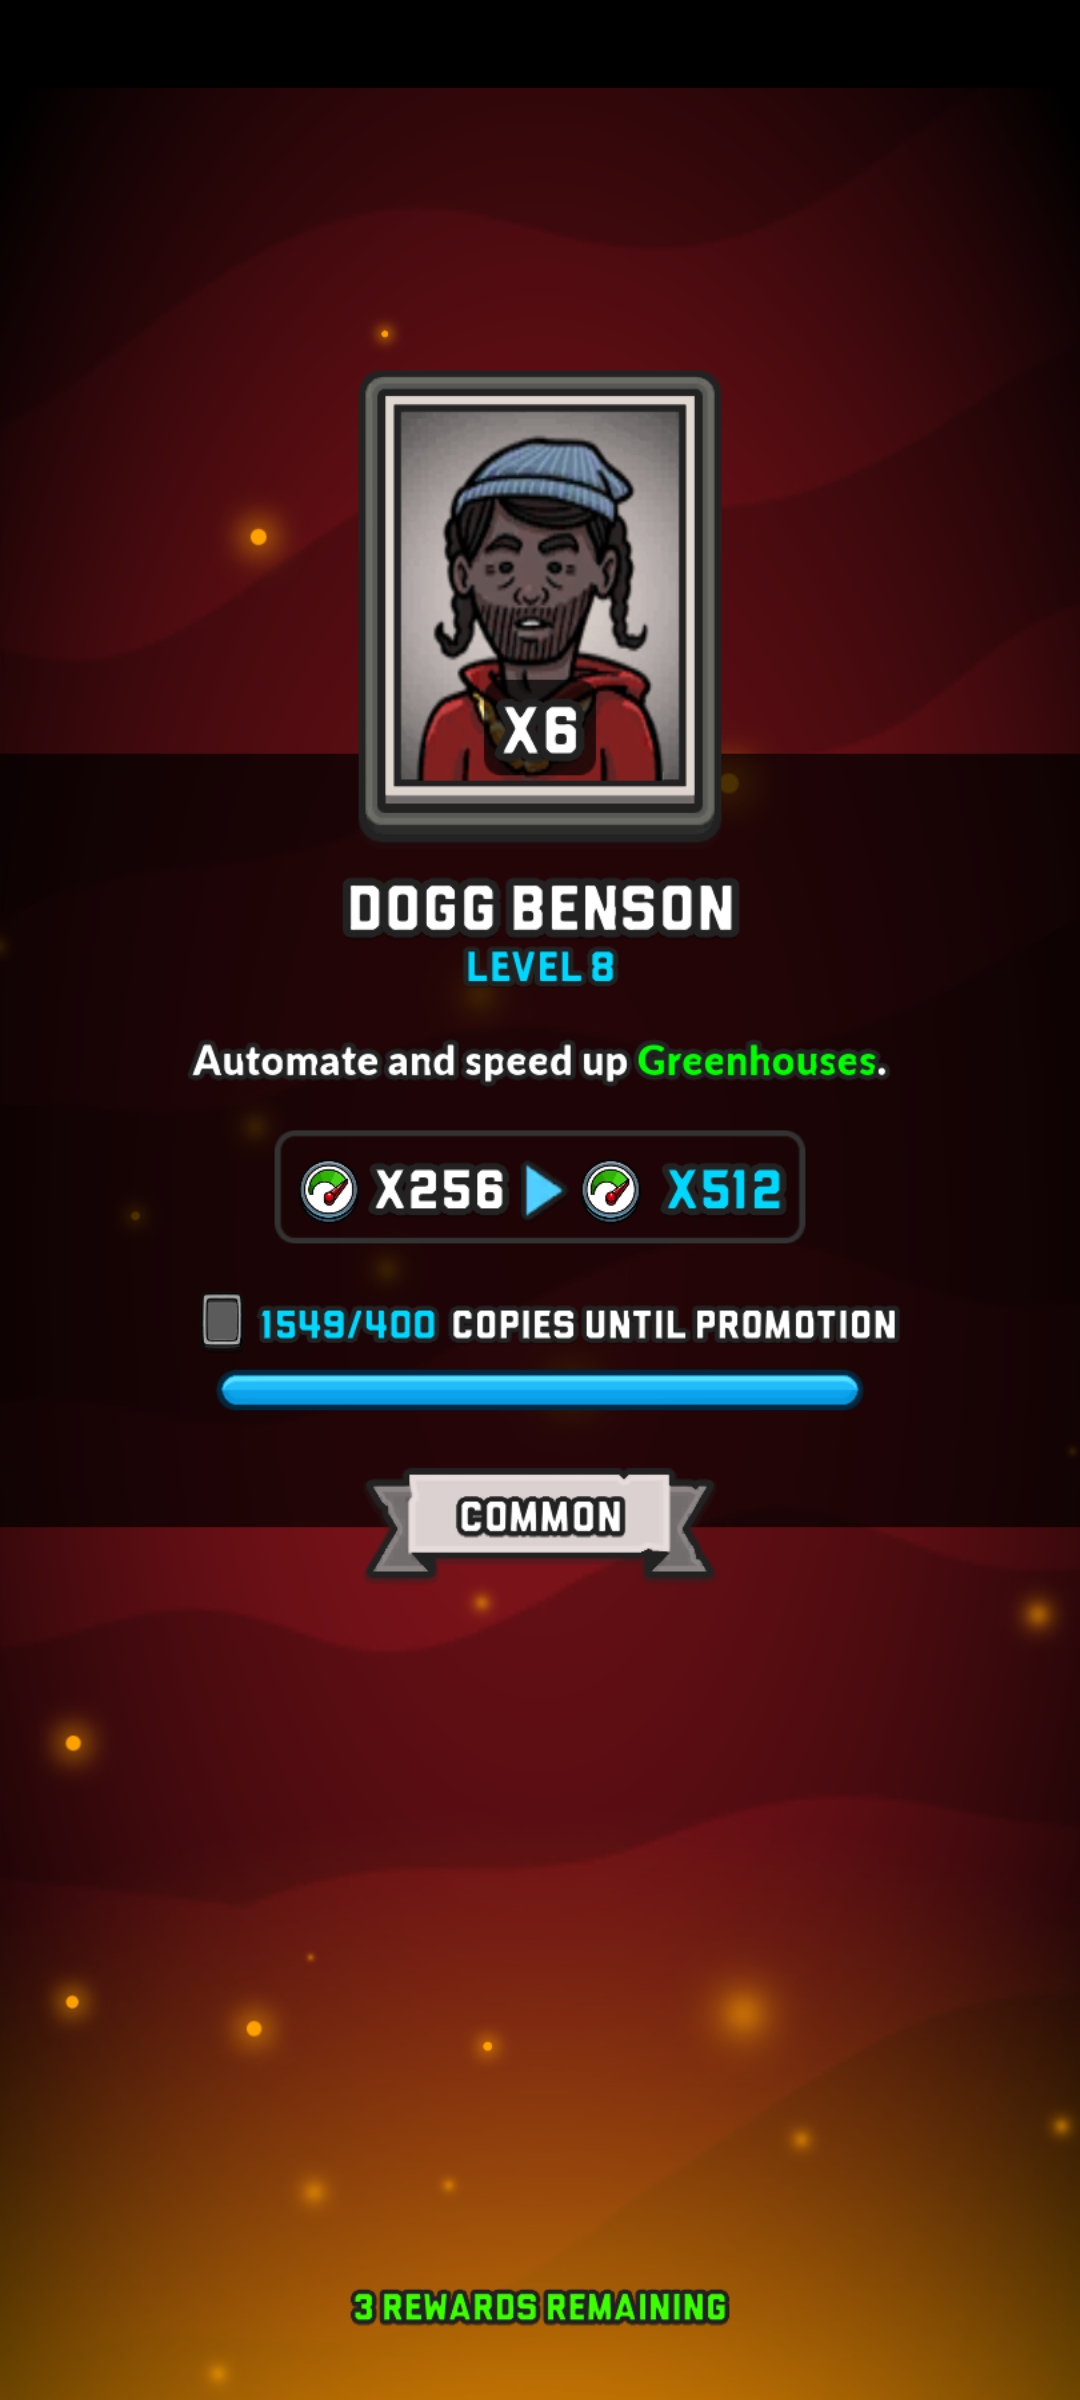 X6
DOGG BENSON
LEVEL 8
Automate and speed up Greenhouses.
X256 X512
1549/400 COPIES UNTIL PROMOTION
COMMON
3 REWARDS REMAINING